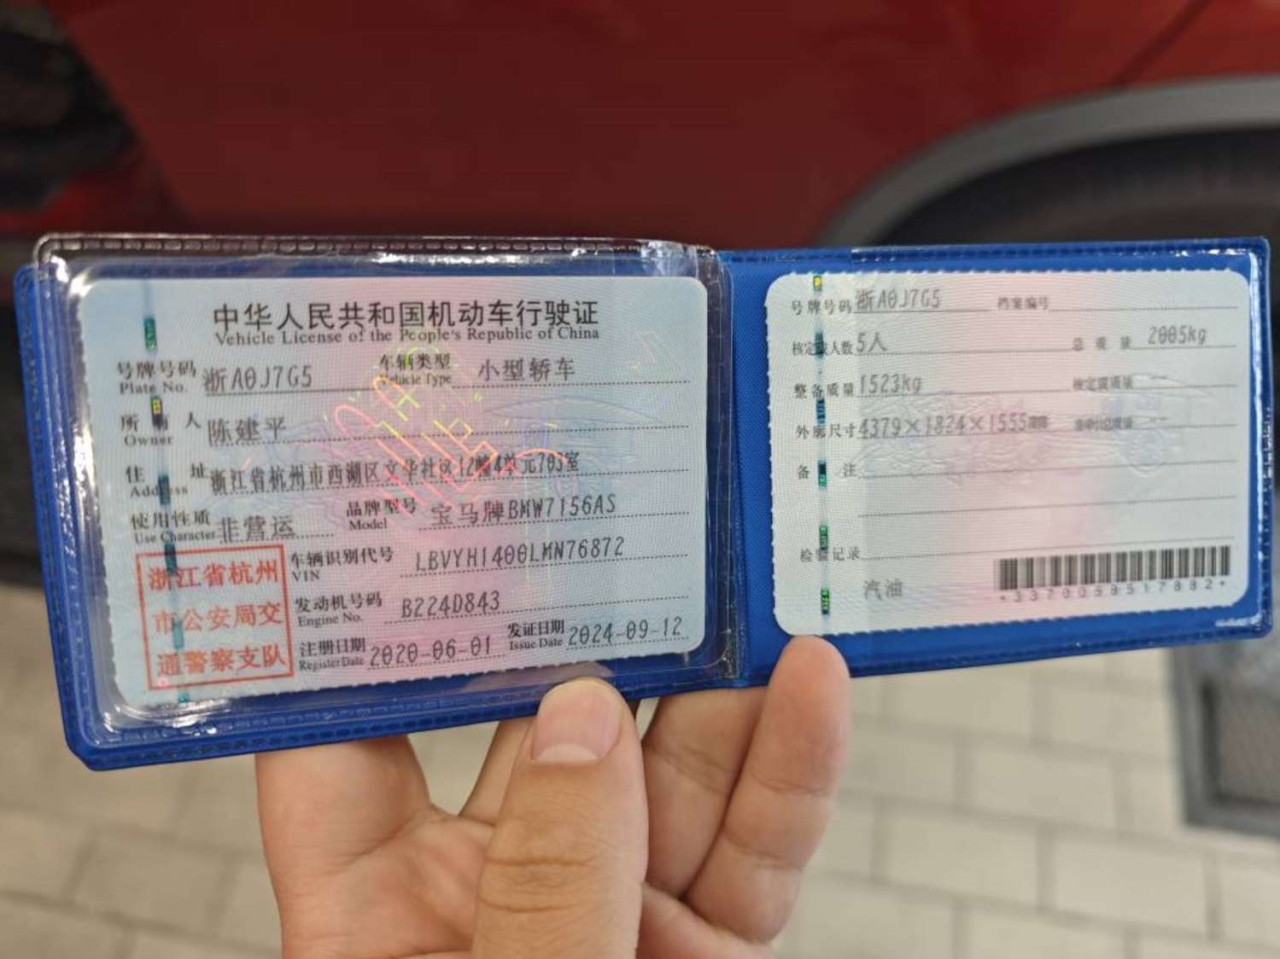 中华人民共和国机动车行驶证
Vehicle License of the People's Republic of China
号牌号码 浙A0J7G5 车辆类型 小型轿车
Plate No. Vehicle Type
所有人 陈建平
Owner
住址 浙江省杭州市西湖区文华社区12幢4单元703室
Address
使用性质 非营运 品牌型号 宝马牌BMW7156AS
Use Character Model
浙江省杭州
市公安局交
通警察支队
车辆识别代号 LBVYH1400LMN76872
VIN
发动机号码 B224D843
Engine No.
注册日期 2020-06-01 发证日期 2024-09-12
Register Date Issue Date
号牌号码 浙A0J7G5 档案编号
核定载人数 5人 总质量 2005kg
整备质量 1523kg 核定载质量
外廓尺寸 4379×1824×1555
备注
检验记录
汽油